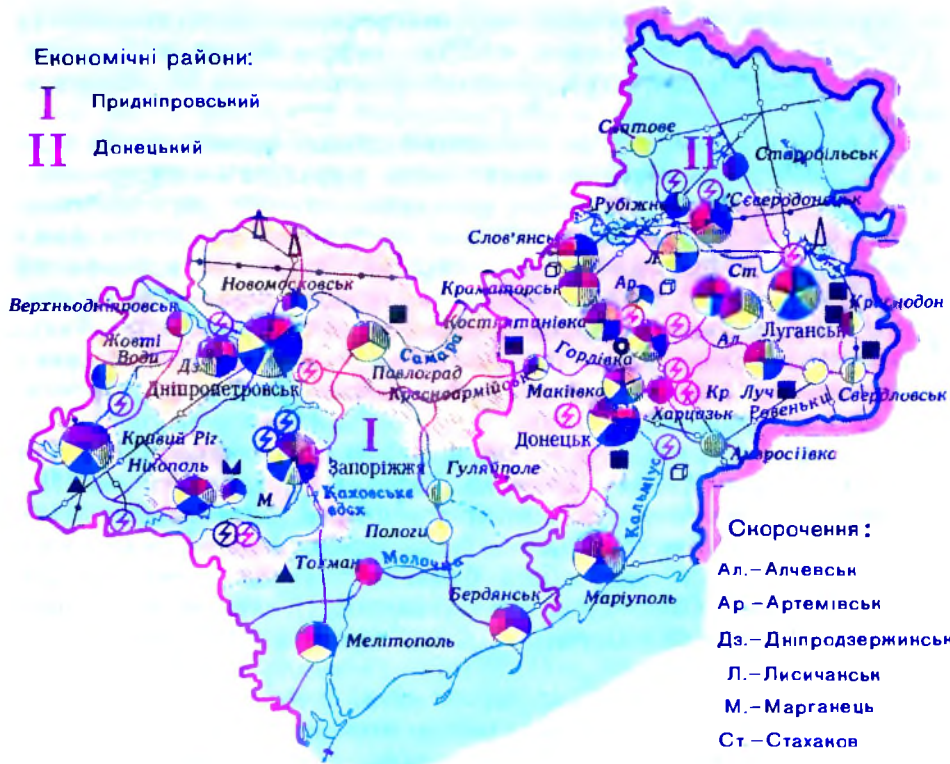 Економічні райони:
I Придніпровський
II Донецький
II
Сватове
Старобільськ
Рубіжне
Сєверодонецьк
Слов'янськ
Л.
Ст.
Краматорськ
Ар.
Новомосковськ
Верхньодніпровськ
Костянтинівка
Краснодон
Луганськ
Ал.
Жовті
Води
Самара
Горлівка
Дз.
Павлоград
Дніпропетровськ
Красноармійськ
Макіївка
Кр.
Луч
Ровеньки
Свердловськ
Харцизьк
Донецьк
I
Кривий Ріг
Амвросіївка
Нікополь
Запоріжжя
Гуляйполе
М.
Каховське
вдсх.
Кальміус
Пологи
Токмак
Молочна
Бердянськ
Маріуполь
Мелітополь
Скорочення:
Ал.–Алчевськ
Ар.–Артемівськ
Дз.–Дніпродзержинськ
Л.–Лисичанськ
М.–Марганець
Ст.–Стаханов